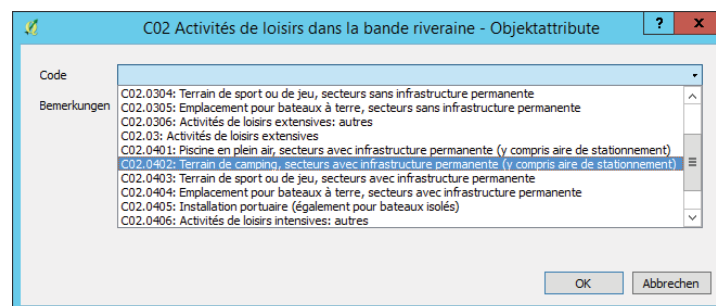 C02 Activités de loisirs dans la bande riveraine - Objektattribute
? x
Code
C02.0304: Terrain de sport ou de jeu, secteurs sans infrastructure permanente
Bemerkungen
C02.0305: Emplacement pour bateaux à terre, secteurs sans infrastructure permanente
C02.0306: Activités de loisirs extensives: autres
C02.03: Activités de loisirs extensives
C02.0401: Piscine en plein air, secteurs avec infrastructure permanente (y compris aire de stationnement)
C02.0402: Terrain de camping, secteurs avec infrastructure permanente (y compris aire de stationnement)
C02.0403: Terrain de sport ou de jeu, secteurs avec infrastructure permanente
C02.0404: Emplacement pour bateaux à terre, secteurs avec infrastructure permanente
C02.0405: Installation portuaire (également pour bateaux isolés)
C02.0406: Activités de loisirs intensives: autres
OK Abbrechen